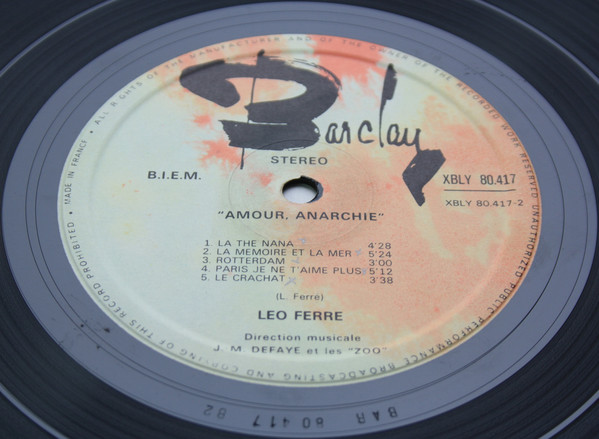 Barclay
STEREO
B.I.E.M.
XBLY 80.417
XBLY 80.417-2
"AMOUR, ANARCHIE"
1. LA THE NANA 4'28
2. LA MEMOIRE ET LA MER 5'24
3. ROTTERDAM 3'00
4. PARIS JE NE T'AIME PLUS 5'12
5. LE CRACHAT 3'38
(L. Ferré)
LEO FERRE
Direction musicale
J. M. DEFAYE et les "ZOO"
• MADE IN FRANCE • ALL RIGHTS OF THE MANUFACTURER AND OF THE OWNER OF THE RECORDED WORK RESERVED UNAUTHORIZED PUBLIC PERFORMANCE BROADCASTING AND COPYING OF THIS RECORD PROHIBITED
BAR 80 417 B2